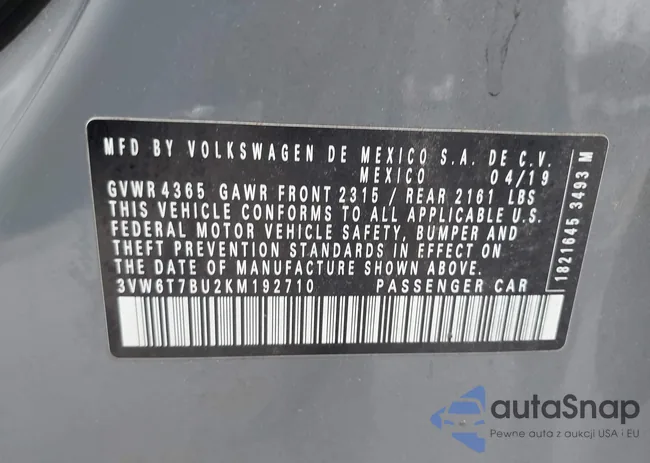 MFD BY VOLKSWAGEN DE MEXICO S.A. DE C.V.
MEXICO 04/19
GVWR 4365 GAWR FRONT 2315 / REAR 2161 LBS
THIS VEHICLE CONFORMS TO ALL APPLICABLE U.S.
FEDERAL MOTOR VEHICLE SAFETY, BUMPER AND
THEFT PREVENTION STANDARDS IN EFFECT ON
THE DATE OF MANUFACTURE SHOWN ABOVE.
3VW6T7BU2KM192710 PASSENGER CAR
1821645 3493 M
autaSnap
Pewne auta z aukcji USA i EU